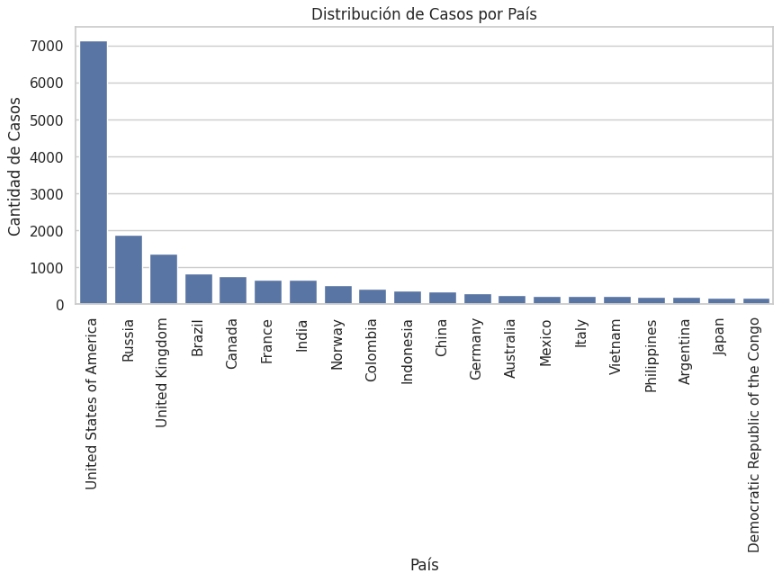 Distribución de Casos por País
Cantidad de Casos
7000
6000
5000
4000
3000
2000
1000
0
United States of America
Russia
United Kingdom
Brazil
Canada
France
India
Norway
Colombia
Indonesia
China
Germany
Australia
Mexico
Italy
Vietnam
Philippines
Argentina
Japan
Democratic Republic of the Congo
País